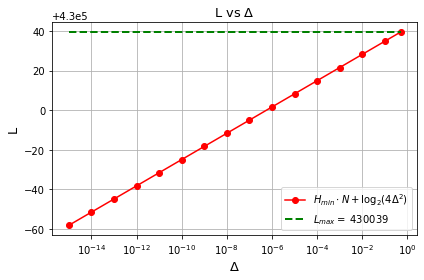 L vs Δ
+4.3e5
40
20
0
−20
−40
−60
L
10⁻¹⁴ 10⁻¹² 10⁻¹⁰ 10⁻⁸ 10⁻⁶ 10⁻⁴ 10⁻² 10⁰
Δ
H_min · N + log₂(4Δ²)
L_max = 430039